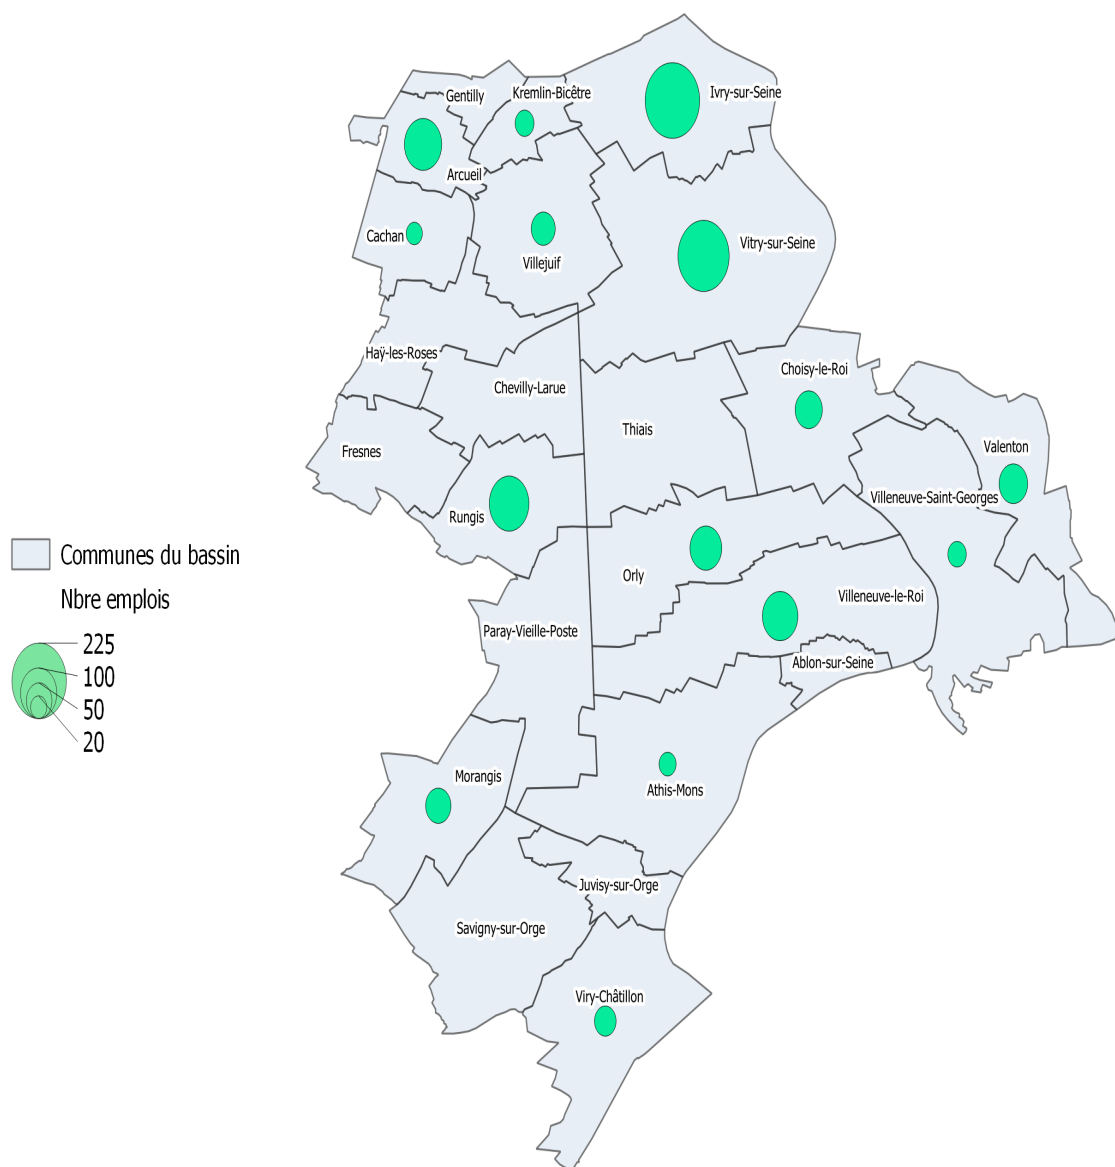 Ivry-sur-Seine
Kremlin-Bicêtre
Gentilly
Arcueil
Cachan
Villejuif
Vitry-sur-Seine
Haÿ-les-Roses
Choisy-le-Roi
Chevilly-Larue
Thiais
Fresnes
Valenton
Villeneuve-Saint-Georges
Rungis
Communes du bassin
Orly
Nbre emplois
Villeneuve-le-Roi
Paray-Vieille-Poste
225
Ablon-sur-Seine
100
50
20
Morangis
Athis-Mons
Juvisy-sur-Orge
Savigny-sur-Orge
Viry-Châtillon